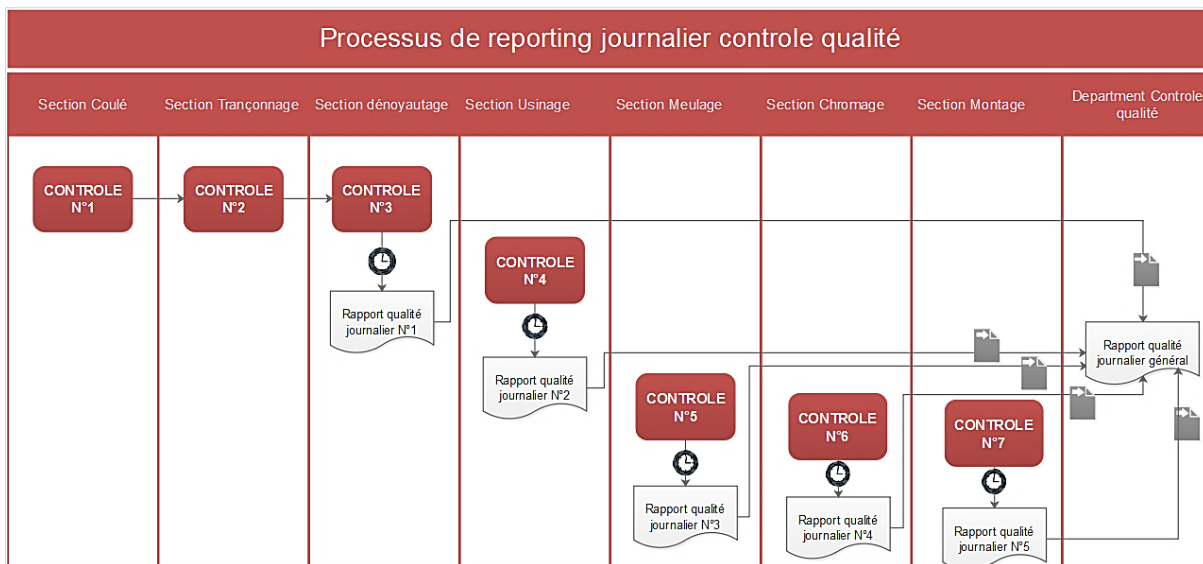 Processus de reporting journalier controle qualité
Section Coulé
Section Trançonnage
Section dénoyautage
Section Usinage
Section Meulage
Section Chromage
Section Montage
Department Controle
qualité
CONTROLE
N°1
CONTROLE
N°2
CONTROLE
N°3
CONTROLE
N°4
Rapport qualité
journalier N°1
Rapport qualité
journalier général
Rapport qualité
journalier N°2
CONTROLE
N°5
CONTROLE
N°6
CONTROLE
N°7
Rapport qualité
journalier N°3
Rapport qualité
journalier N°4
Rapport qualité
journalier N°5